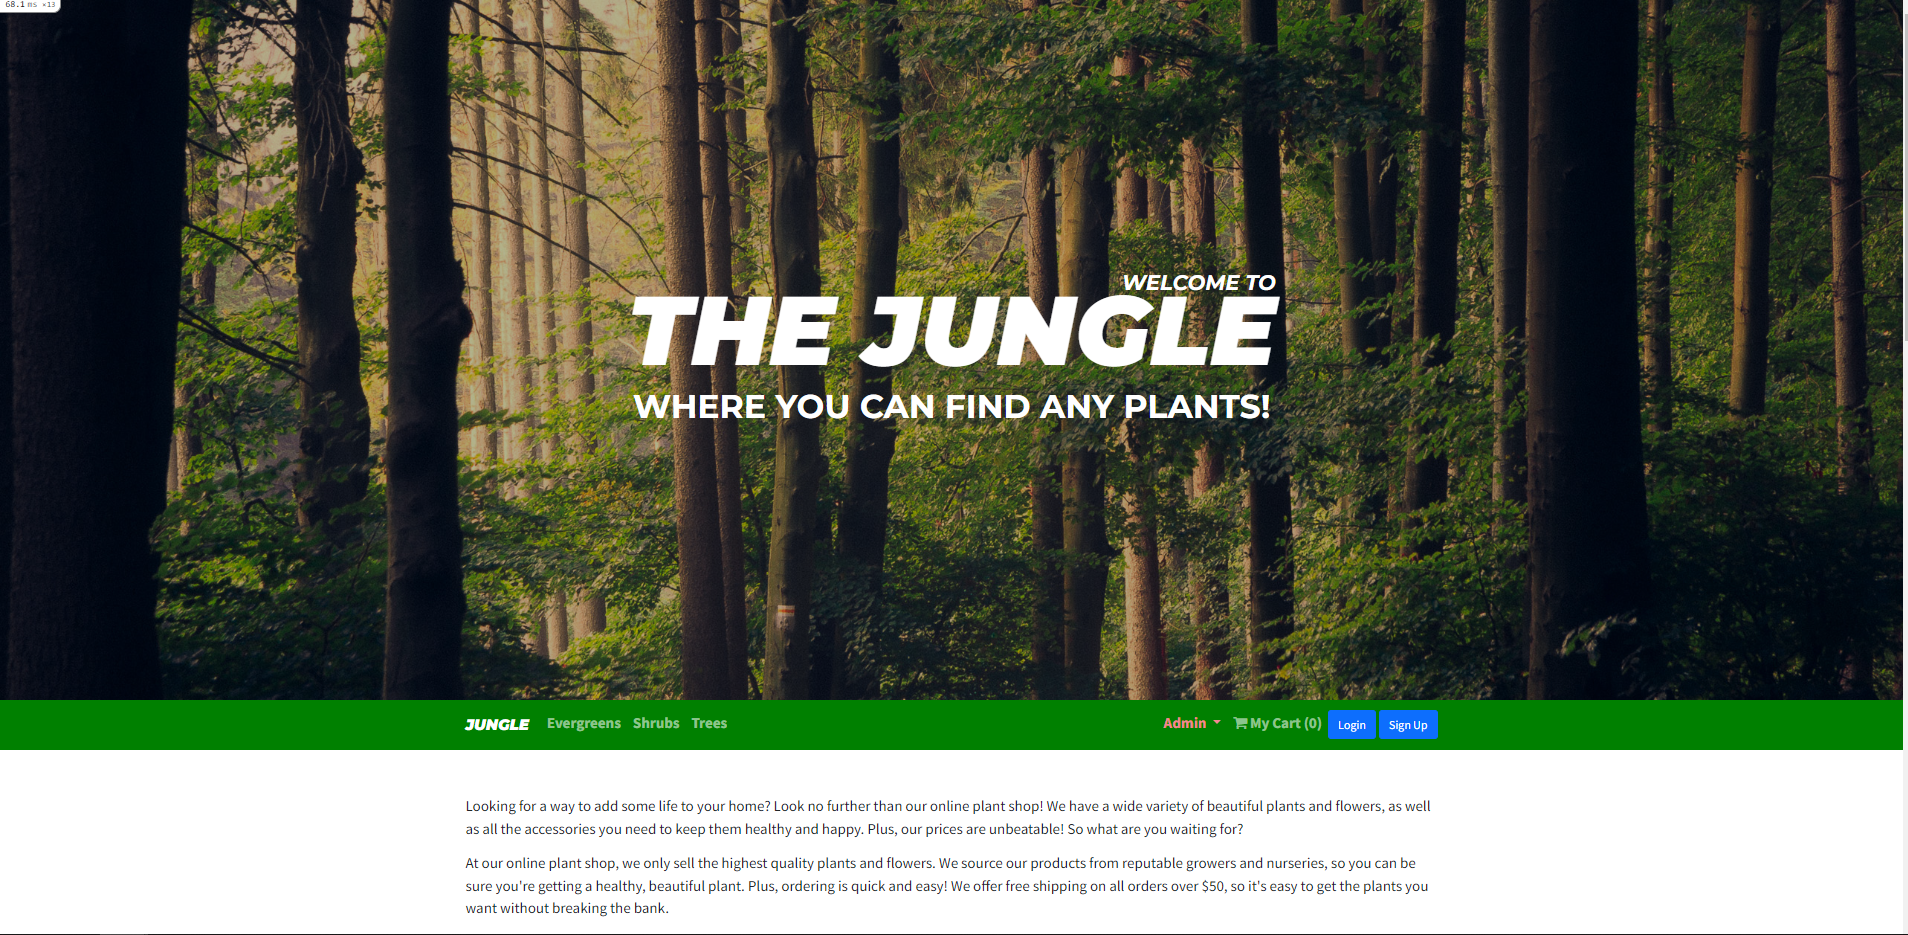 68.1 ms ×13
WELCOME TO
THE JUNGLE
WHERE YOU CAN FIND ANY PLANTS!
JUNGLE Evergreens Shrubs Trees Admin My Cart (0) Login Sign Up
Looking for a way to add some life to your home? Look no further than our online plant shop! We have a wide variety of beautiful plants and flowers, as well
as all the accessories you need to keep them healthy and happy. Plus, our prices are unbeatable! So what are you waiting for?
At our online plant shop, we only sell the highest quality plants and flowers. We source our products from reputable growers and nurseries, so you can be
sure you're getting a healthy, beautiful plant. Plus, ordering is quick and easy! We offer free shipping on all orders over $50, so it's easy to get the plants you
want without breaking the bank.